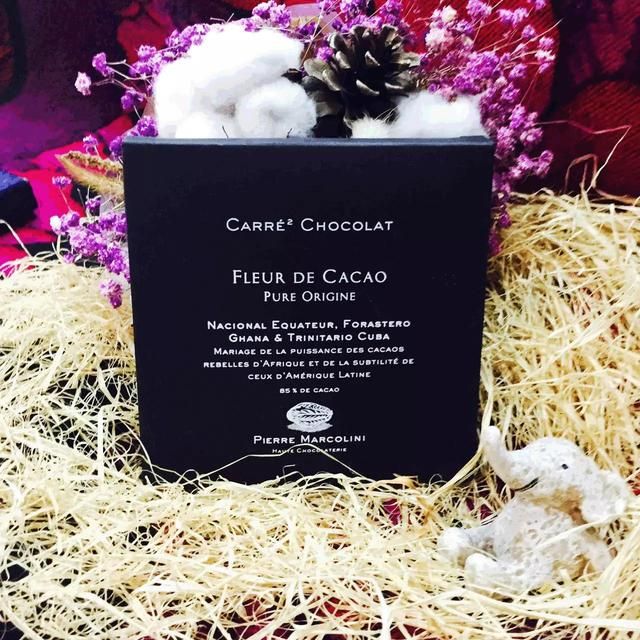 Carré² Chocolat
Fleur de Cacao
Pure Origine
Nacional Equateur, Forastero
Ghana & Trinitario Cuba
Mariage de la puissance des cacaos
rebelles d'Afrique et de la subtilité de
ceux d'Amérique Latine
85 % de cacao
Pierre Marcolini
Haute Chocolaterie